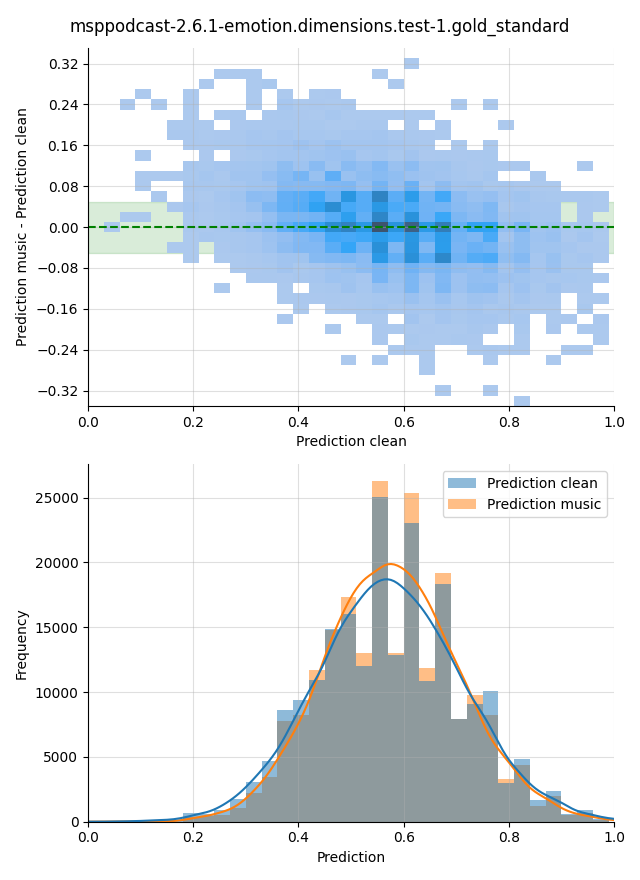 msppodcast-2.6.1-emotion.dimensions.test-1.gold_standard
0.32
0.24
0.16
0.08
0.00
−0.08
−0.16
−0.24
−0.32
Prediction music - Prediction clean
0.0 0.2 0.4 0.6 0.8 1.0
Prediction clean
25000
20000
15000
10000
5000
0
Frequency
Prediction clean
Prediction music
0.0 0.2 0.4 0.6 0.8 1.0
Prediction